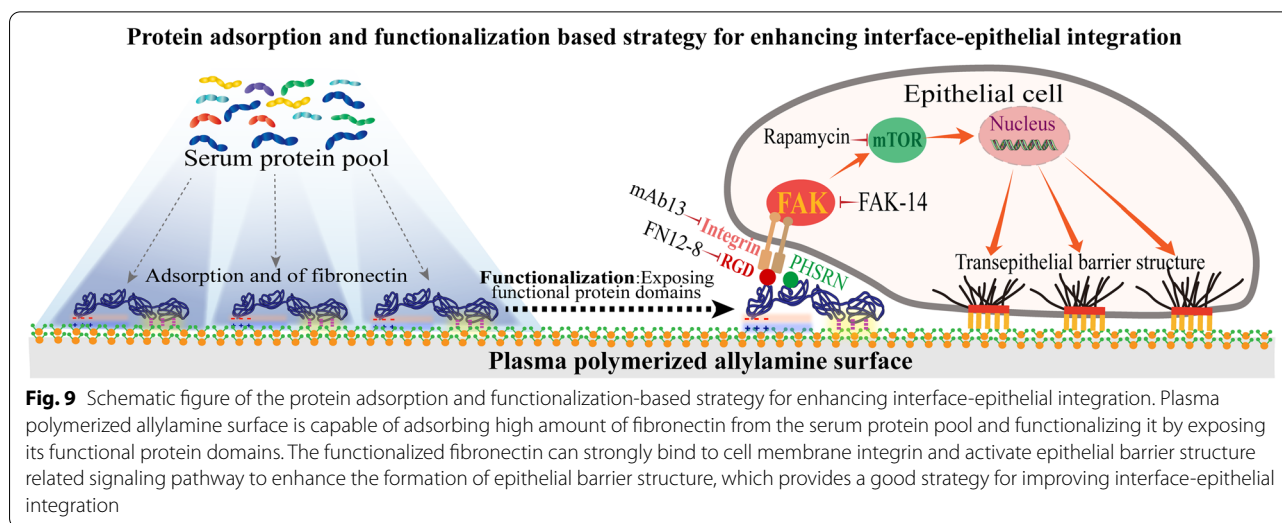 Protein adsorption and functionalization based strategy for enhancing interface-epithelial integration
Serum protein pool
Adsorption and of fibronectin
Functionalization:Exposing
functional protein domains
mAb13
Integrin
FN12-8
RGD
PHSRN
FAK
FAK-14
Rapamycin
mTOR
Epithelial cell
Nucleus
Transepithelial barrier structure
Plasma polymerized allylamine surface
Fig. 9 Schematic figure of the protein adsorption and functionalization-based strategy for enhancing interface-epithelial integration. Plasma
polymerized allylamine surface is capable of adsorbing high amount of fibronectin from the serum protein pool and functionalizing it by exposing
its functional protein domains. The functionalized fibronectin can strongly bind to cell membrane integrin and activate epithelial barrier structure
related signaling pathway to enhance the formation of epithelial barrier structure, which provides a good strategy for improving interface-epithelial
integration